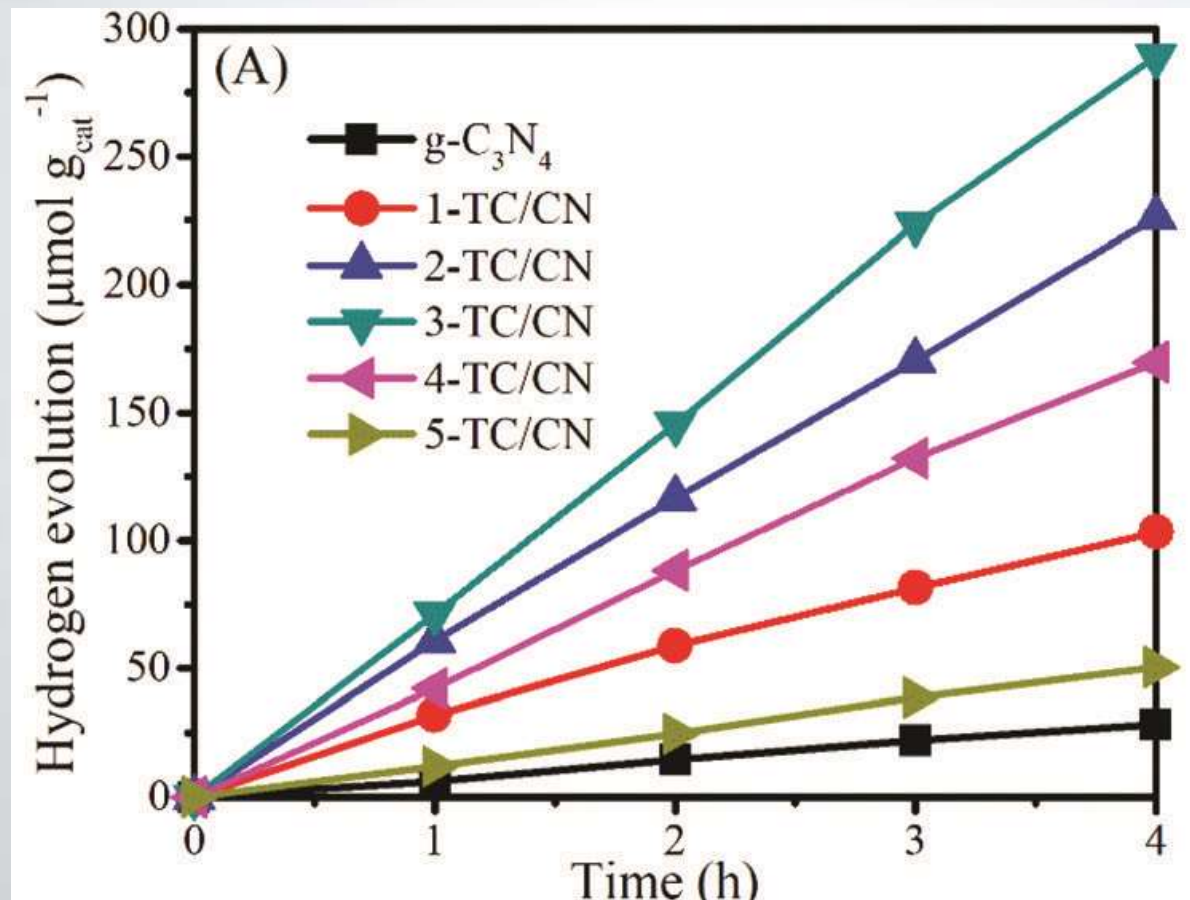 (A)
g-C₃N₄
1-TC/CN
2-TC/CN
3-TC/CN
4-TC/CN
5-TC/CN
Hydrogen evolution (μmol g_cat⁻¹)
300
250
200
150
100
50
0
0 1 2 3 4
Time (h)